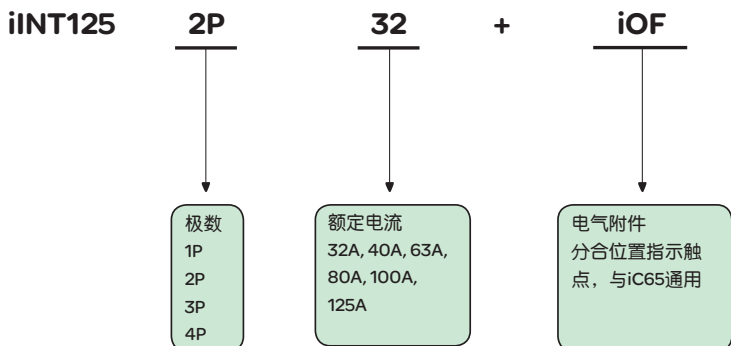 iINT125 2P 32 + iOF
极数
1P
2P
3P
4P
额定电流
32A, 40A, 63A,
80A, 100A,
125A
电气附件
分合位置指示触
点，与iC65通用